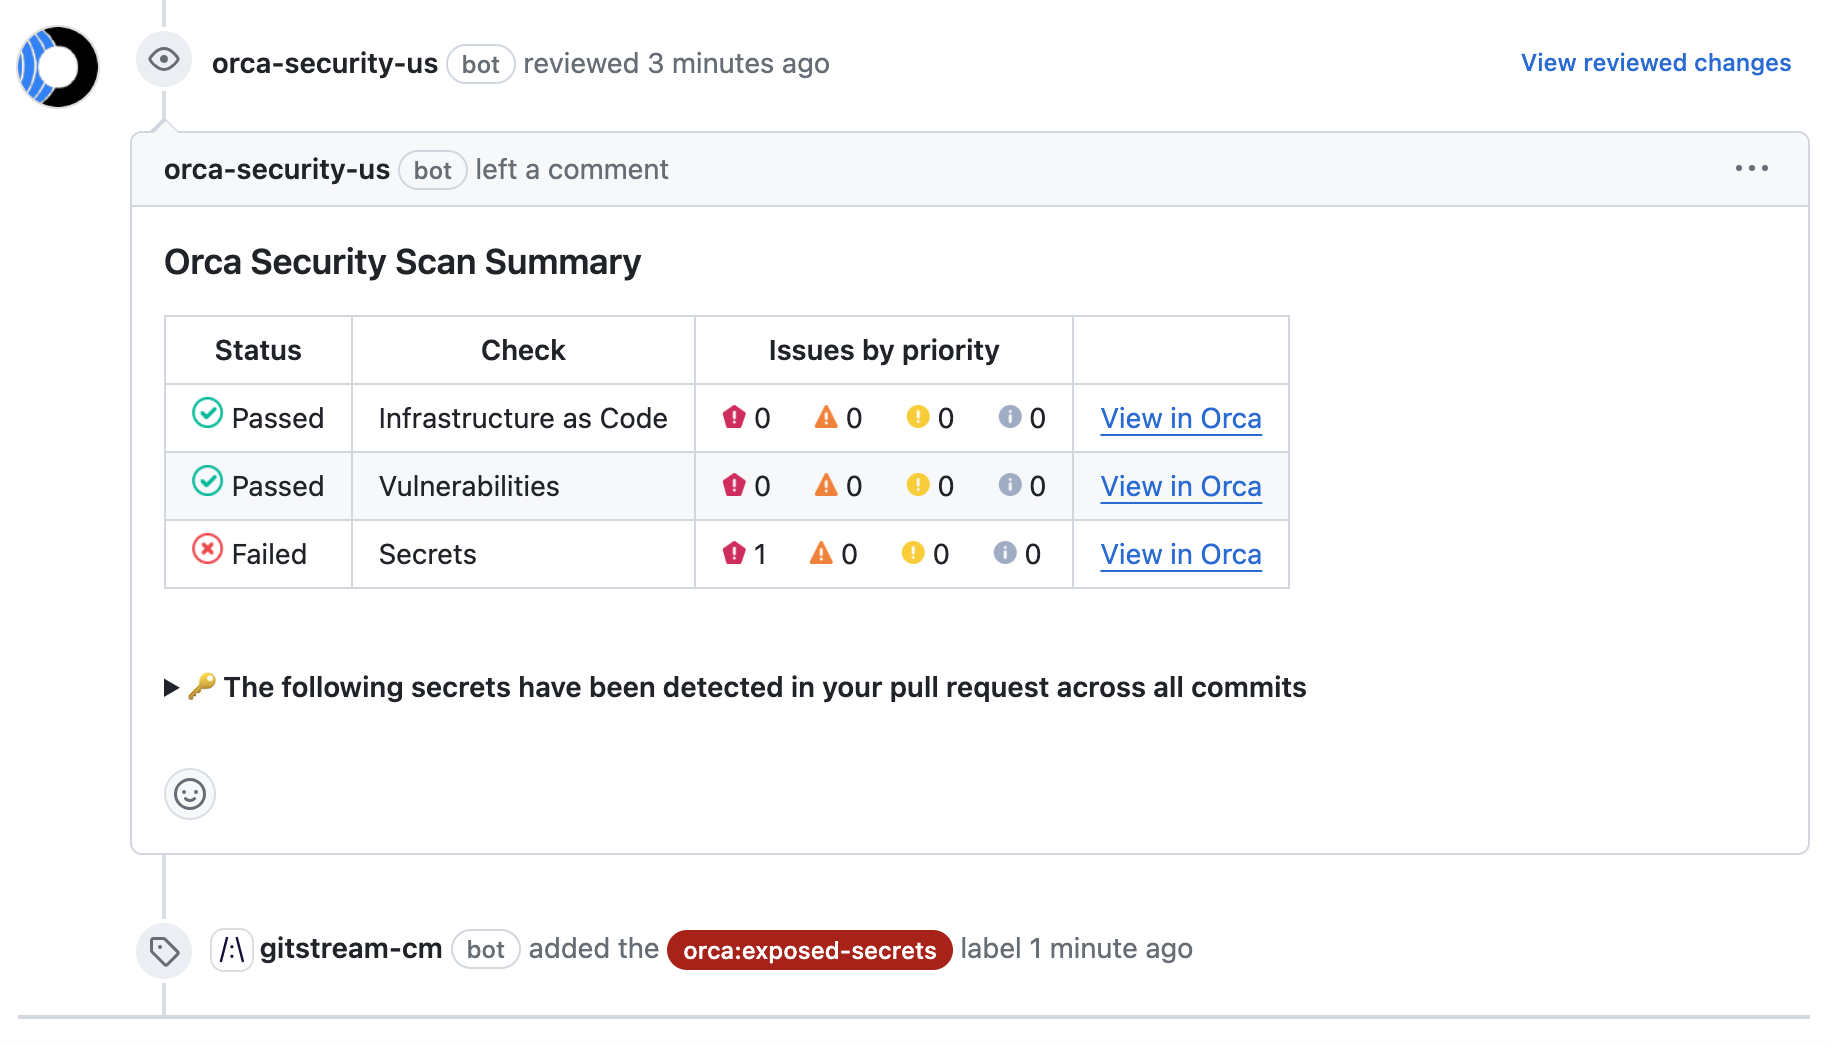 orca-security-us bot reviewed 3 minutes ago
View reviewed changes
orca-security-us bot left a comment
Orca Security Scan Summary
Status Check Issues by priority
Passed Infrastructure as Code 0 0 0 0 View in Orca
Passed Vulnerabilities 0 0 0 0 View in Orca
Failed Secrets 1 0 0 0 View in Orca
The following secrets have been detected in your pull request across all commits
/:\ gitstream-cm bot added the orca:exposed-secrets label 1 minute ago